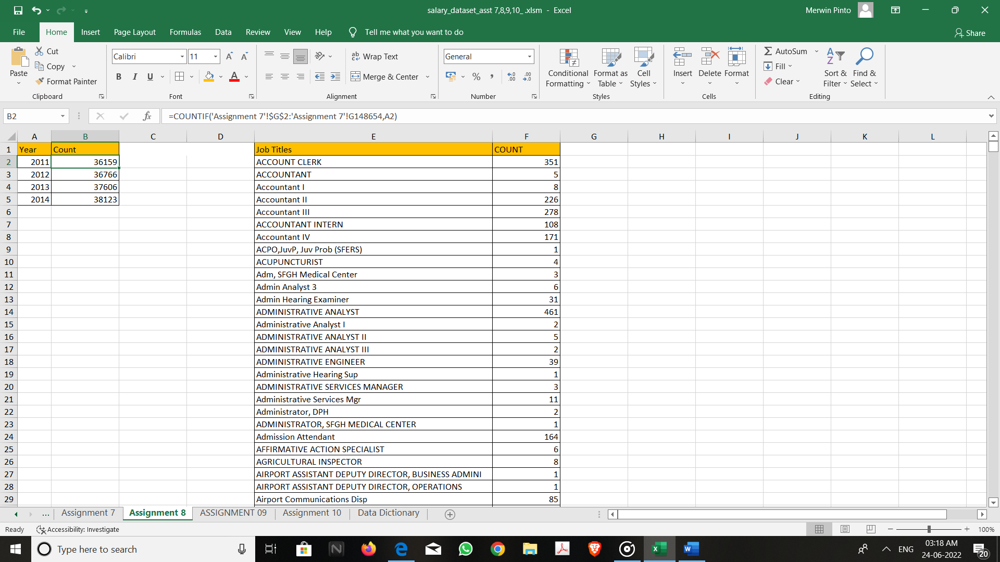 salary_dataset_asst 7,8,9,10_ .xlsm - Excel
Merwin Pinto
File Home Insert Page Layout Formulas Data Review View Help Tell me what you want to do
Share
Paste
Cut
Copy
Format Painter
Clipboard
Calibri 11
B I U
Font
Wrap Text
Merge & Center
Alignment
General
Number
Conditional Formatting
Format as Table
Cell Styles
Styles
Insert
Delete
Format
Cells
AutoSum
Fill
Clear
Sort & Filter
Find & Select
Editing
B2
fx
=COUNTIF('Assignment 7'!$G$2:'Assignment 7'!G148654,A2)
A B C D E F G H I J K L
1 Year Count Job Titles COUNT
2 2011 36159 ACCOUNT CLERK 351
3 2012 36766 ACCOUNTANT 5
4 2013 37606 Accountant I 8
5 2014 38123 Accountant II 226
6 Accountant III 278
7 ACCOUNTANT INTERN 108
8 Accountant IV 171
9 ACPO,JuvP, Juv Prob (SFERS) 1
10 ACUPUNCTURIST 4
11 Adm, SFGH Medical Center 3
12 Admin Analyst 3 6
13 Admin Hearing Examiner 31
14 ADMINISTRATIVE ANALYST 461
15 Administrative Analyst I 2
16 ADMINISTRATIVE ANALYST II 5
17 ADMINISTRATIVE ANALYST III 2
18 ADMINISTRATIVE ENGINEER 39
19 Administrative Hearing Sup 1
20 ADMINISTRATIVE SERVICES MANAGER 3
21 Administrative Services Mgr 11
22 Administrator, DPH 2
23 ADMINISTRATOR, SFGH MEDICAL CENTER 1
24 Admission Attendant 164
25 AFFIRMATIVE ACTION SPECIALIST 6
26 AGRICULTURAL INSPECTOR 8
27 AIRPORT ASSISTANT DEPUTY DIRECTOR, BUSINESS ADMINI 1
28 AIRPORT ASSISTANT DEPUTY DIRECTOR, OPERATIONS 1
29 Airport Communications Disp 85
... Assignment 7 Assignment 8 ASSIGNMENT 09 Assignment 10 Data Dictionary
Ready Accessibility: Investigate 100%
Type here to search
ENG
03:18 AM
24-06-2022
20